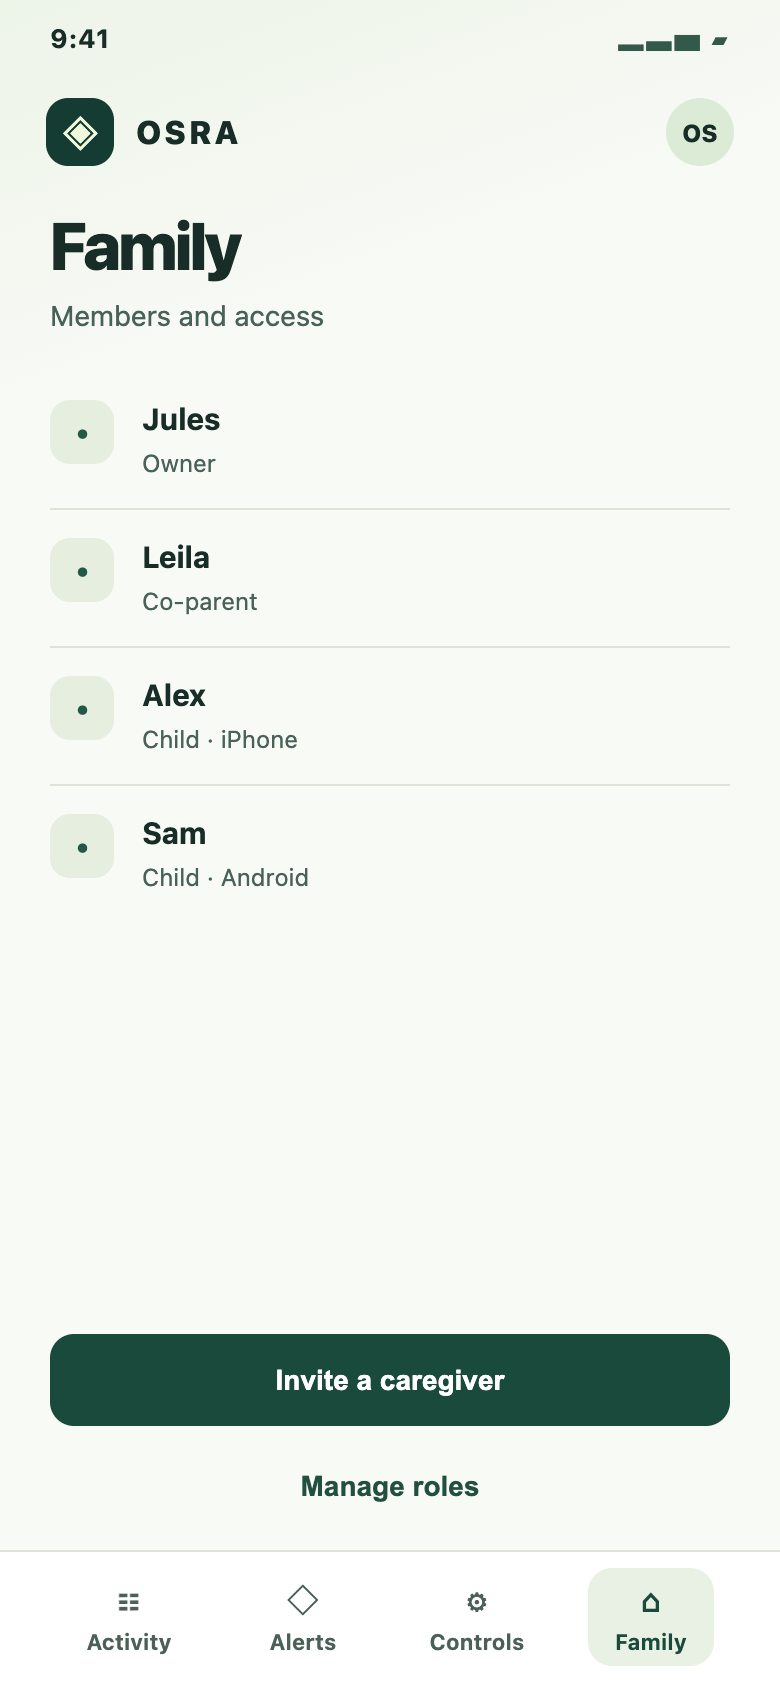 9:41
OSRA
OS
Family
Members and access
Jules
Owner
Leila
Co-parent
Alex
Child · iPhone
Sam
Child · Android
Invite a caregiver
Manage roles
Activity
Alerts
Controls
Family